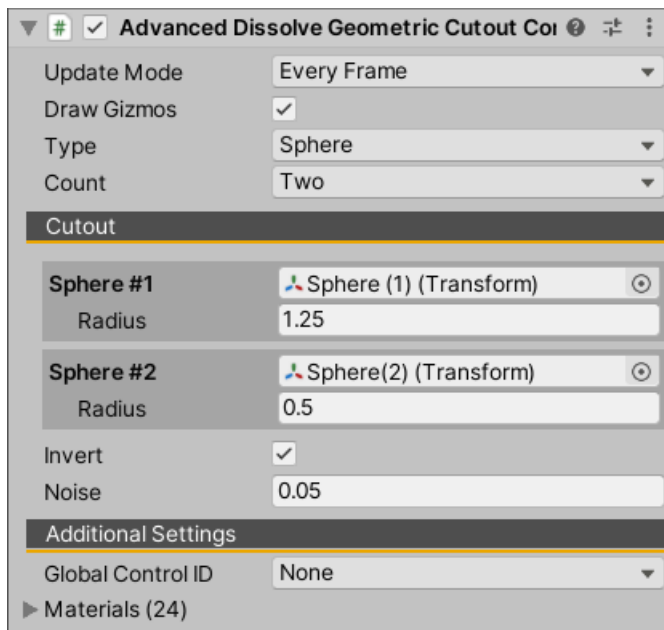 # Advanced Dissolve Geometric Cutout Co
Update Mode Every Frame
Draw Gizmos
Type Sphere
Count Two
Cutout
Sphere #1 Sphere (1) (Transform)
Radius 1.25
Sphere #2 Sphere(2) (Transform)
Radius 0.5
Invert
Noise 0.05
Additional Settings
Global Control ID None
Materials (24)